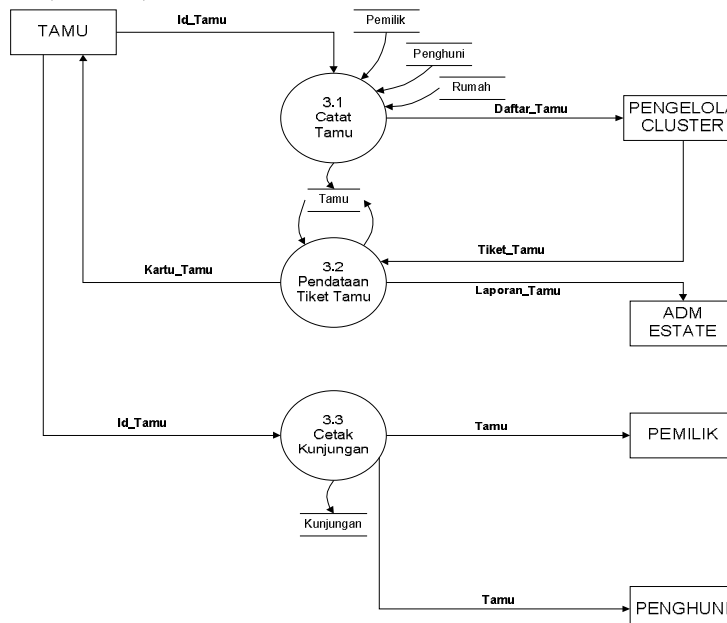 TAMU
Id_Tamu
Pemilik
Penghuni
Rumah
3.1
Catat
Tamu
Daftar_Tamu
PENGELOLA
CLUSTER
Tamu
Tiket_Tamu
Kartu_Tamu
3.2
Pendataan
Tiket Tamu
Laporan_Tamu
ADM
ESTATE
Id_Tamu
3.3
Cetak
Kunjungan
Tamu
PEMILIK
Kunjungan
Tamu
PENGHUNI